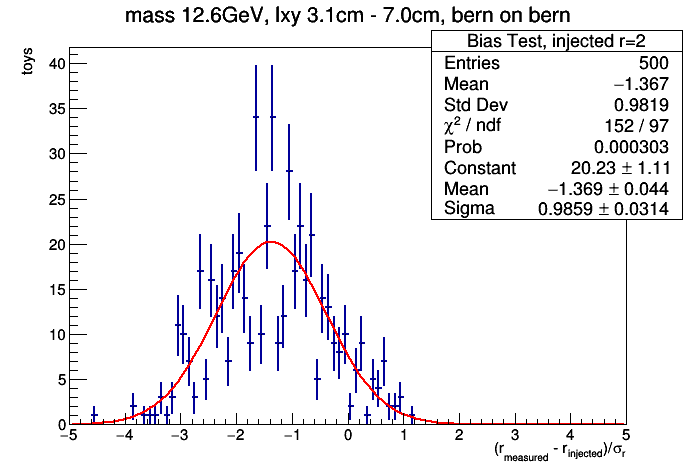 mass 12.6GeV, lxy 3.1cm - 7.0cm, bern on bern
Bias Test, injected r=2
Entries 500
Mean −1.367
Std Dev 0.9819
χ² / ndf 152 / 97
Prob 0.000303
Constant 20.23 ± 1.11
Mean −1.369 ± 0.044
Sigma 0.9859 ± 0.0314
toys
40
35
30
25
20
15
10
5
0
−5 −4 −3 −2 −1 0 1 2 3 4 5
(r_measured - r_injected)/σ_r